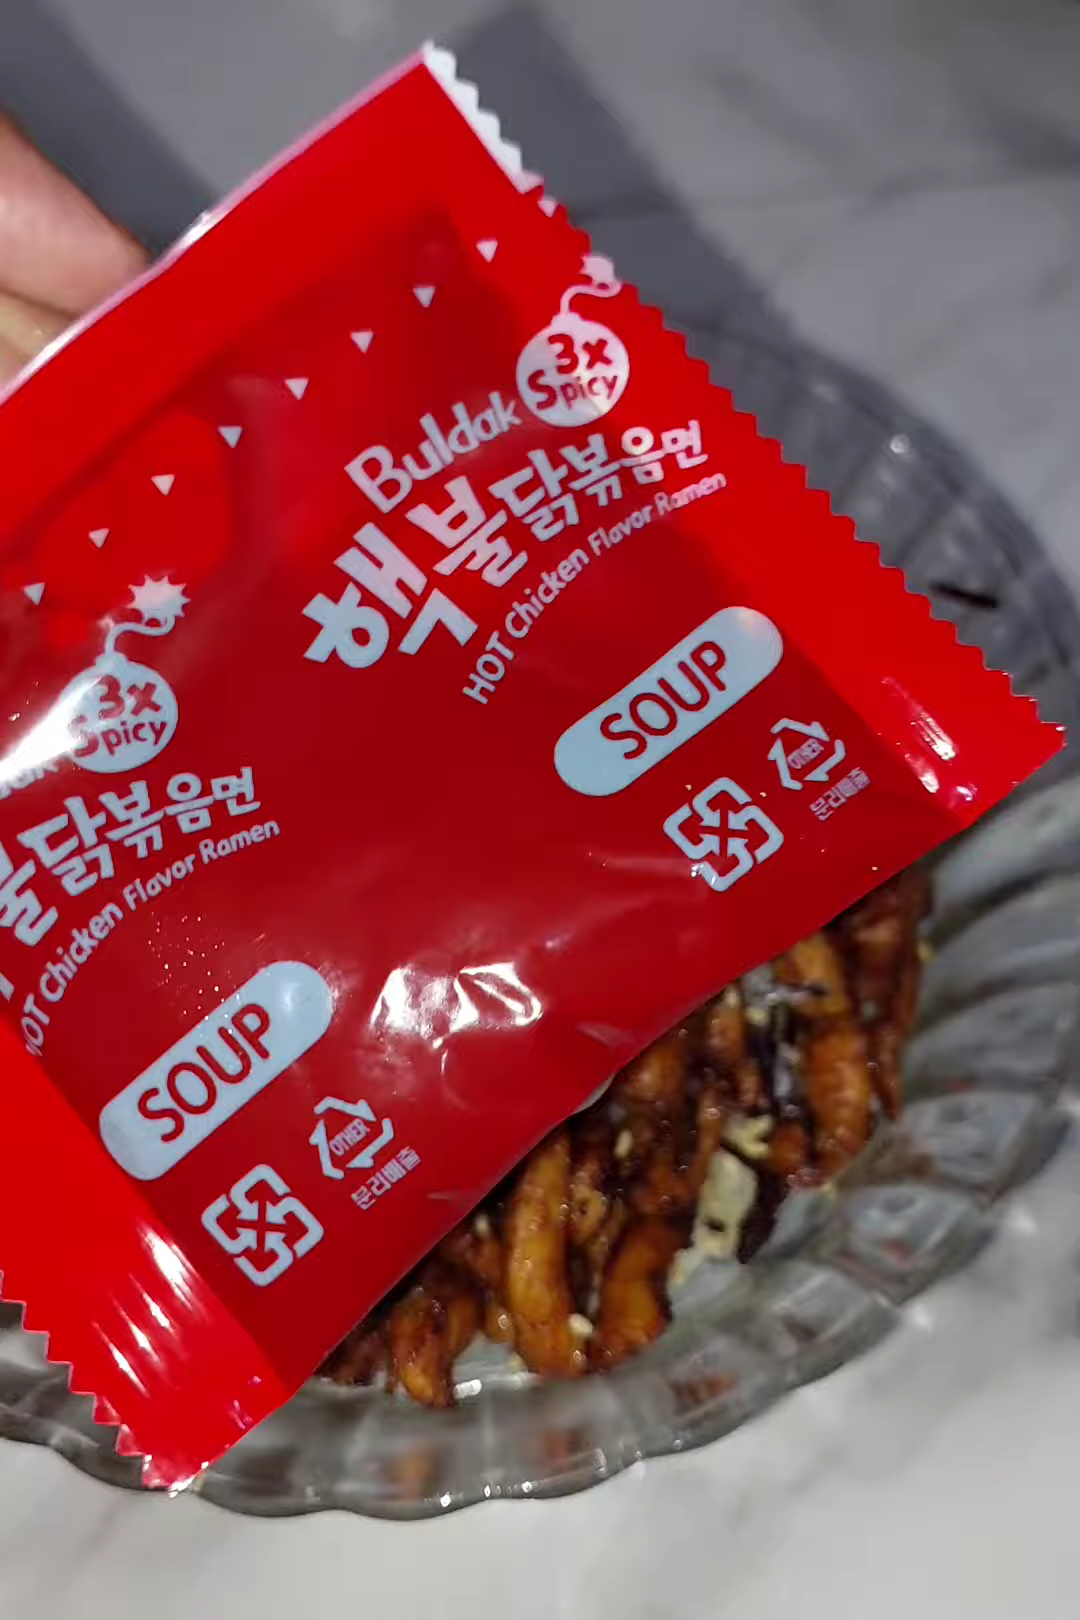 Buldak
3x
Spicy
핵불닭볶음면
HOT Chicken Flavor Ramen
SOUP
OTHER
분리배출
3x
Spicy
불닭볶음면
HOT Chicken Flavor Ramen
SOUP
OTHER
분리배출